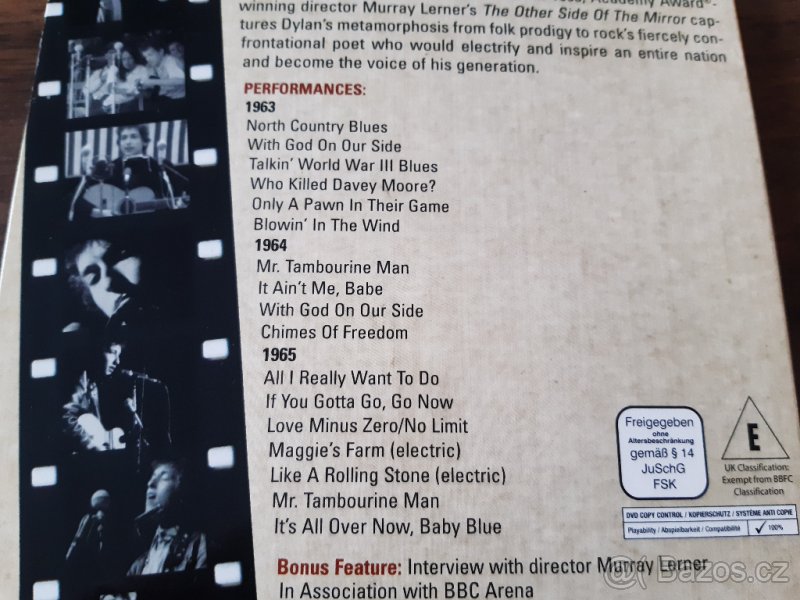 Academy Award®-
winning director Murray Lerner's The Other Side Of The Mirror cap-
tures Dylan's metamorphosis from folk prodigy to rock's fiercely con-
frontational poet who would electrify and inspire an entire nation
and become the voice of his generation.
PERFORMANCES:
1963
North Country Blues
With God On Our Side
Talkin' World War III Blues
Who Killed Davey Moore?
Only A Pawn In Their Game
Blowin' In The Wind
1964
Mr. Tambourine Man
It Ain't Me, Babe
With God On Our Side
Chimes Of Freedom
1965
All I Really Want To Do
If You Gotta Go, Go Now
Love Minus Zero/No Limit
Maggie's Farm (electric)
Like A Rolling Stone (electric)
Mr. Tambourine Man
It's All Over Now, Baby Blue
Bonus Feature: Interview with director Murray Lerner
In Association with BBC Arena
Freigegeben
ohne
Altersbeschränkung
gemäß § 14
JuSchG
FSK
E
UK Classification:
Exempt from BBFC
Classification
DVD COPY CONTROL / KOPIERSCHUTZ / SYSTÈME ANTI COPIE
Playability / Abspielbarkeit / Compatibilité ✓ 100%
Bazos.cz